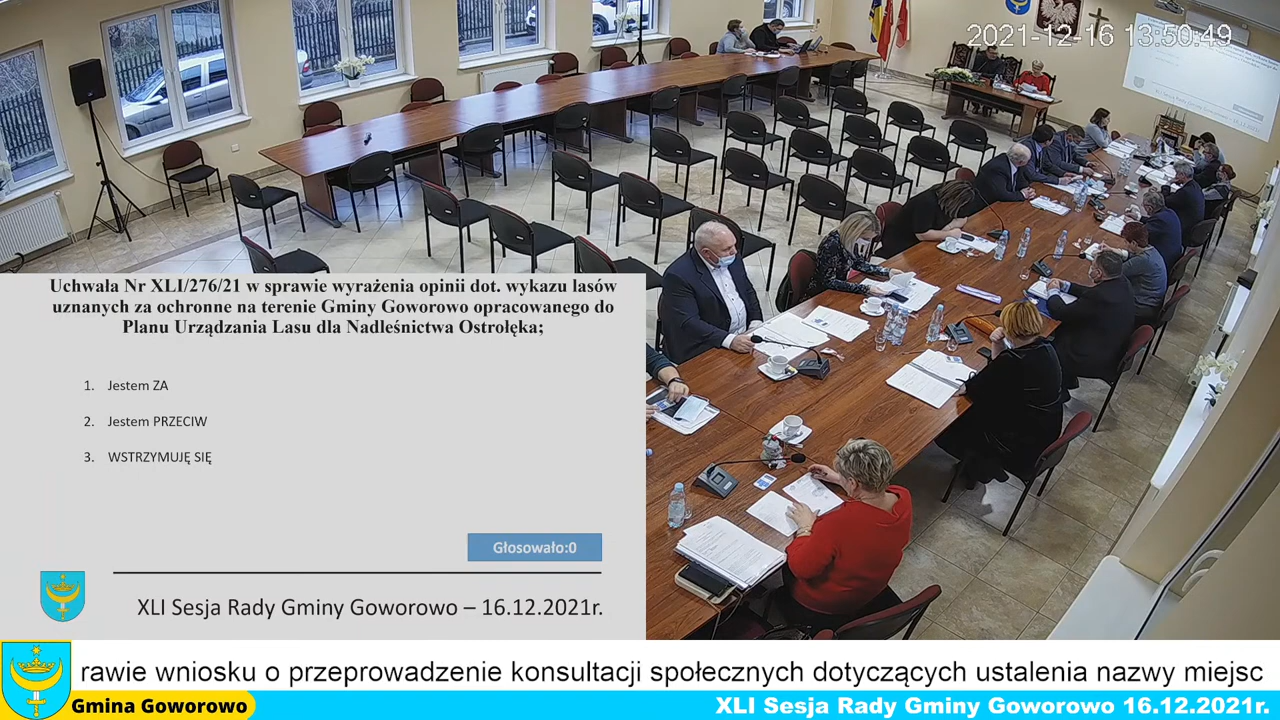 2021-12-16 13:50:49
Uchwała Nr XLI/276/21 w sprawie wyrażenia opinii dot. wykazu lasów
uznanych za ochronne na terenie Gminy Goworowo opracowanego do
Planu Urządzania Lasu dla Nadleśnictwa Ostrołęka;
1. Jestem ZA
2. Jestem PRZECIW
3. WSTRZYMUJĘ SIĘ
Głosowało:0
XLI Sesja Rady Gminy Goworowo – 16.12.2021r.
rawie wniosku o przeprowadzenie konsultacji społecznych dotyczących ustalenia nazwy miejsc
Gmina Goworowo
XLI Sesja Rady Gminy Goworowo 16.12.2021r.